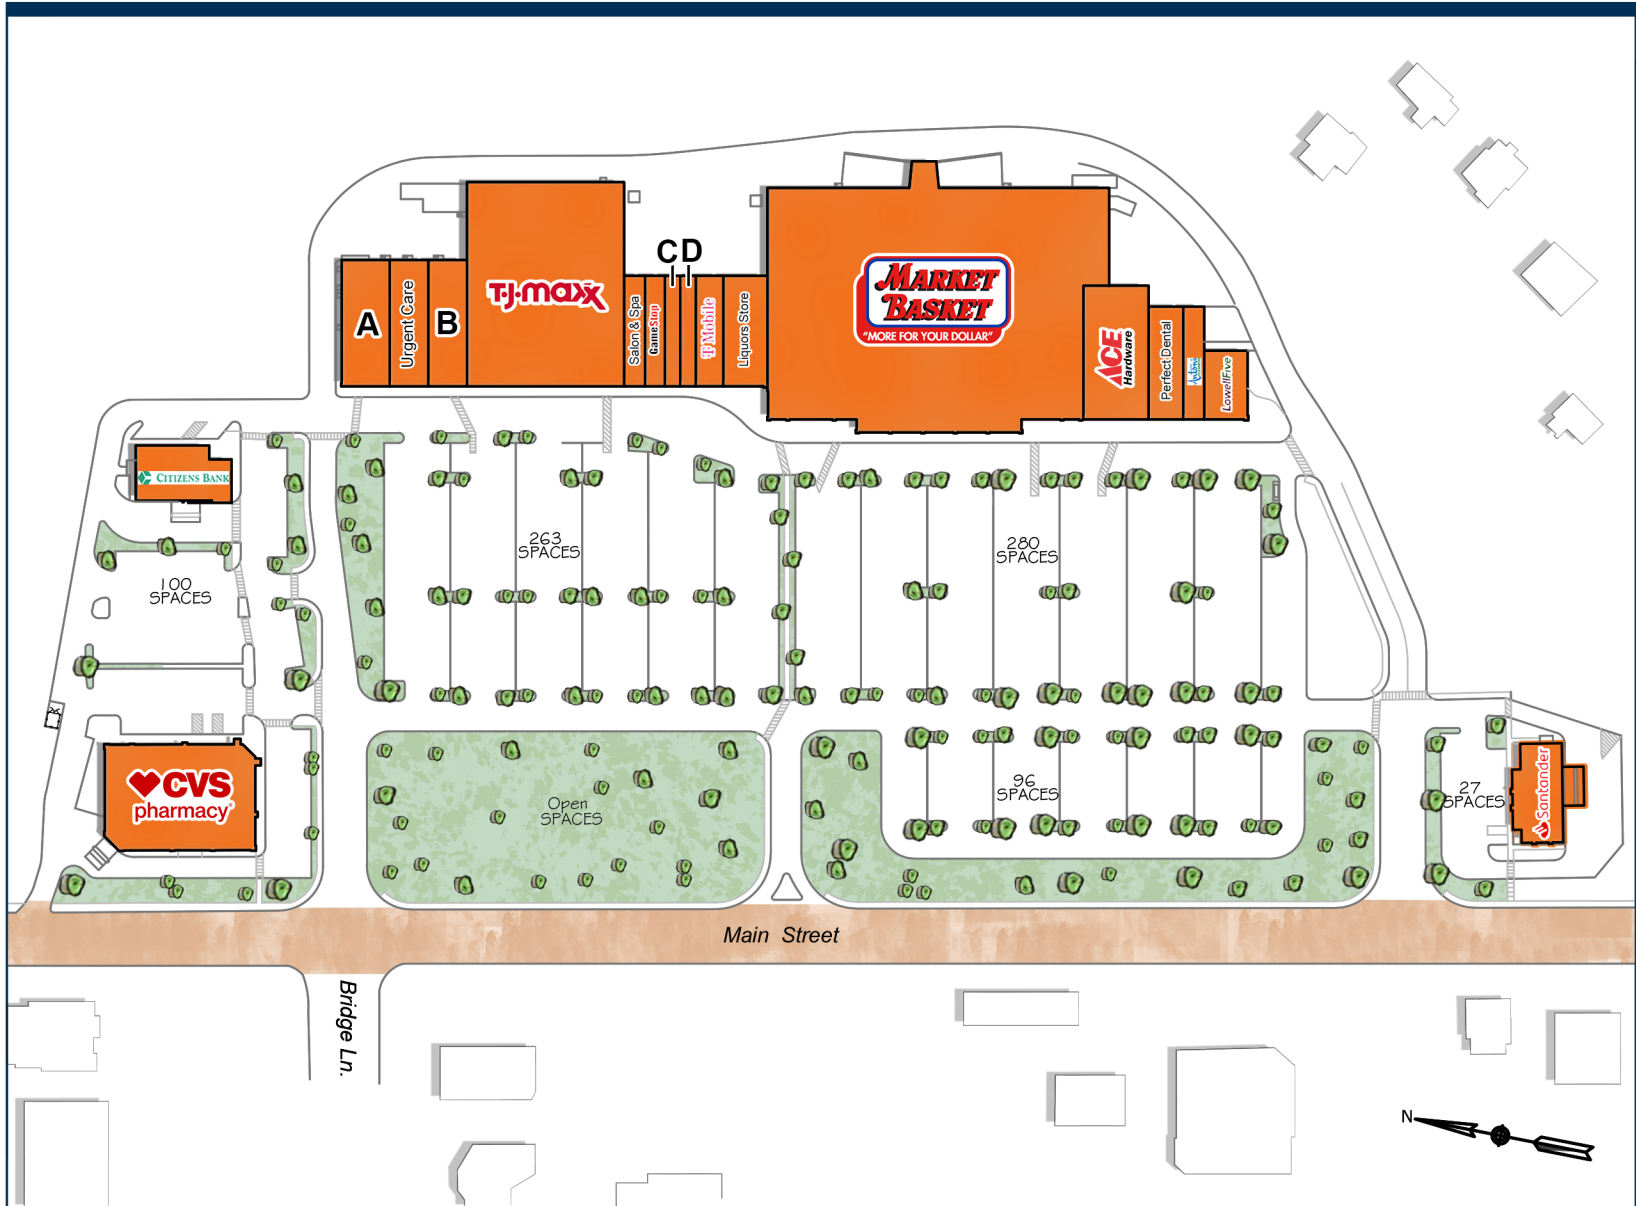 C D
A
Urgent Care
B
T·J·maxx
Salon & Spa
GameStop
T Mobile
Liquors Store
MARKET
BASKET
"MORE FOR YOUR DOLLAR"
ACE
Hardware
Perfect Dental
LowellFive
CITIZENS BANK
263
SPACES
280
SPACES
100
SPACES
CVS
pharmacy
Open
SPACES
96
SPACES
27
SPACES
Santander
Main Street
Bridge Ln.
N